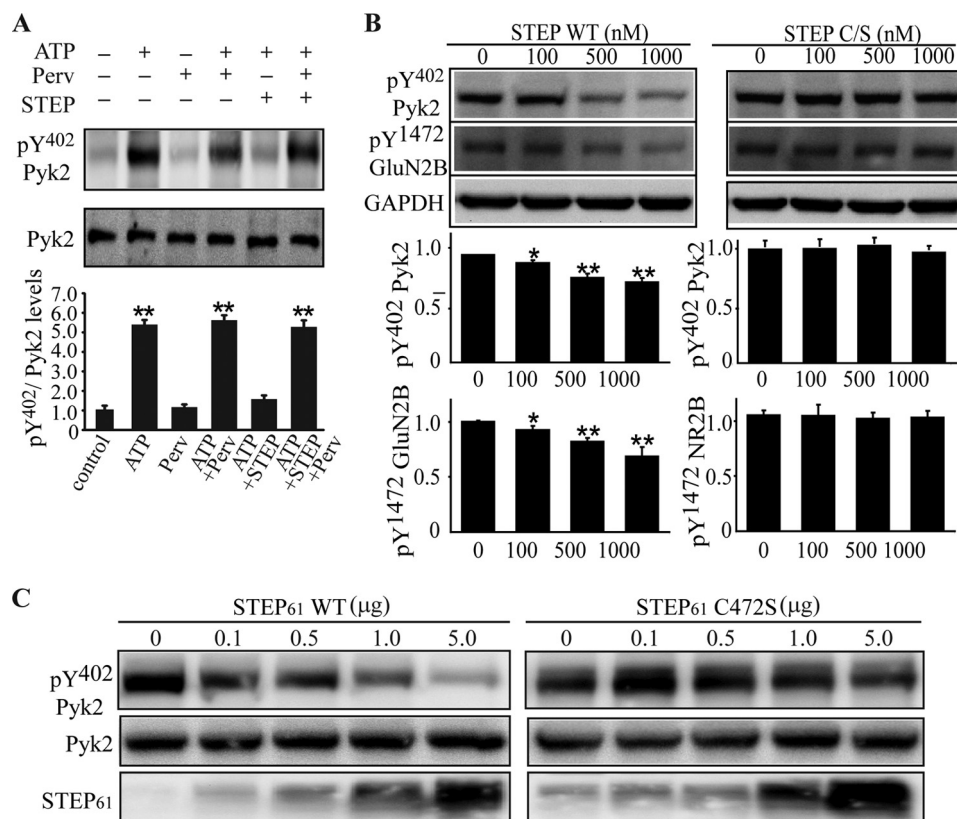 A
ATP – + – + + +
Perv – – + + – +
STEP – – – – + +
pY402
Pyk2
Pyk2
pY402/ Pyk2 levels
7.0
6.0
5.0
4.0
3.0
2.0
1.0
0.0
** ** **
control
ATP
Perv
ATP
+Perv
ATP
+STEP
ATP
+STEP
+Perv
B
STEP WT (nM)
0 100 500 1000
STEP C/S (nM)
0 100 500 1000
pY402
Pyk2
pY1472
GluN2B
GAPDH
pY402 Pyk2
1.0
0.5
0
* ** **
0 100 500 1000
pY402 Pyk2
1.0
0.5
0
0 100 500 1000
pY1472 GluN2B
1.0
0.5
0
* ** **
0 100 500 1000
pY1472 NR2B
1.0
0.5
0
0 100 500 1000
C
STEP61 WT (µg)
0 0.1 0.5 1.0 5.0
STEP61 C472S (µg)
0 0.1 0.5 1.0 5.0
pY402
Pyk2
Pyk2
STEP61